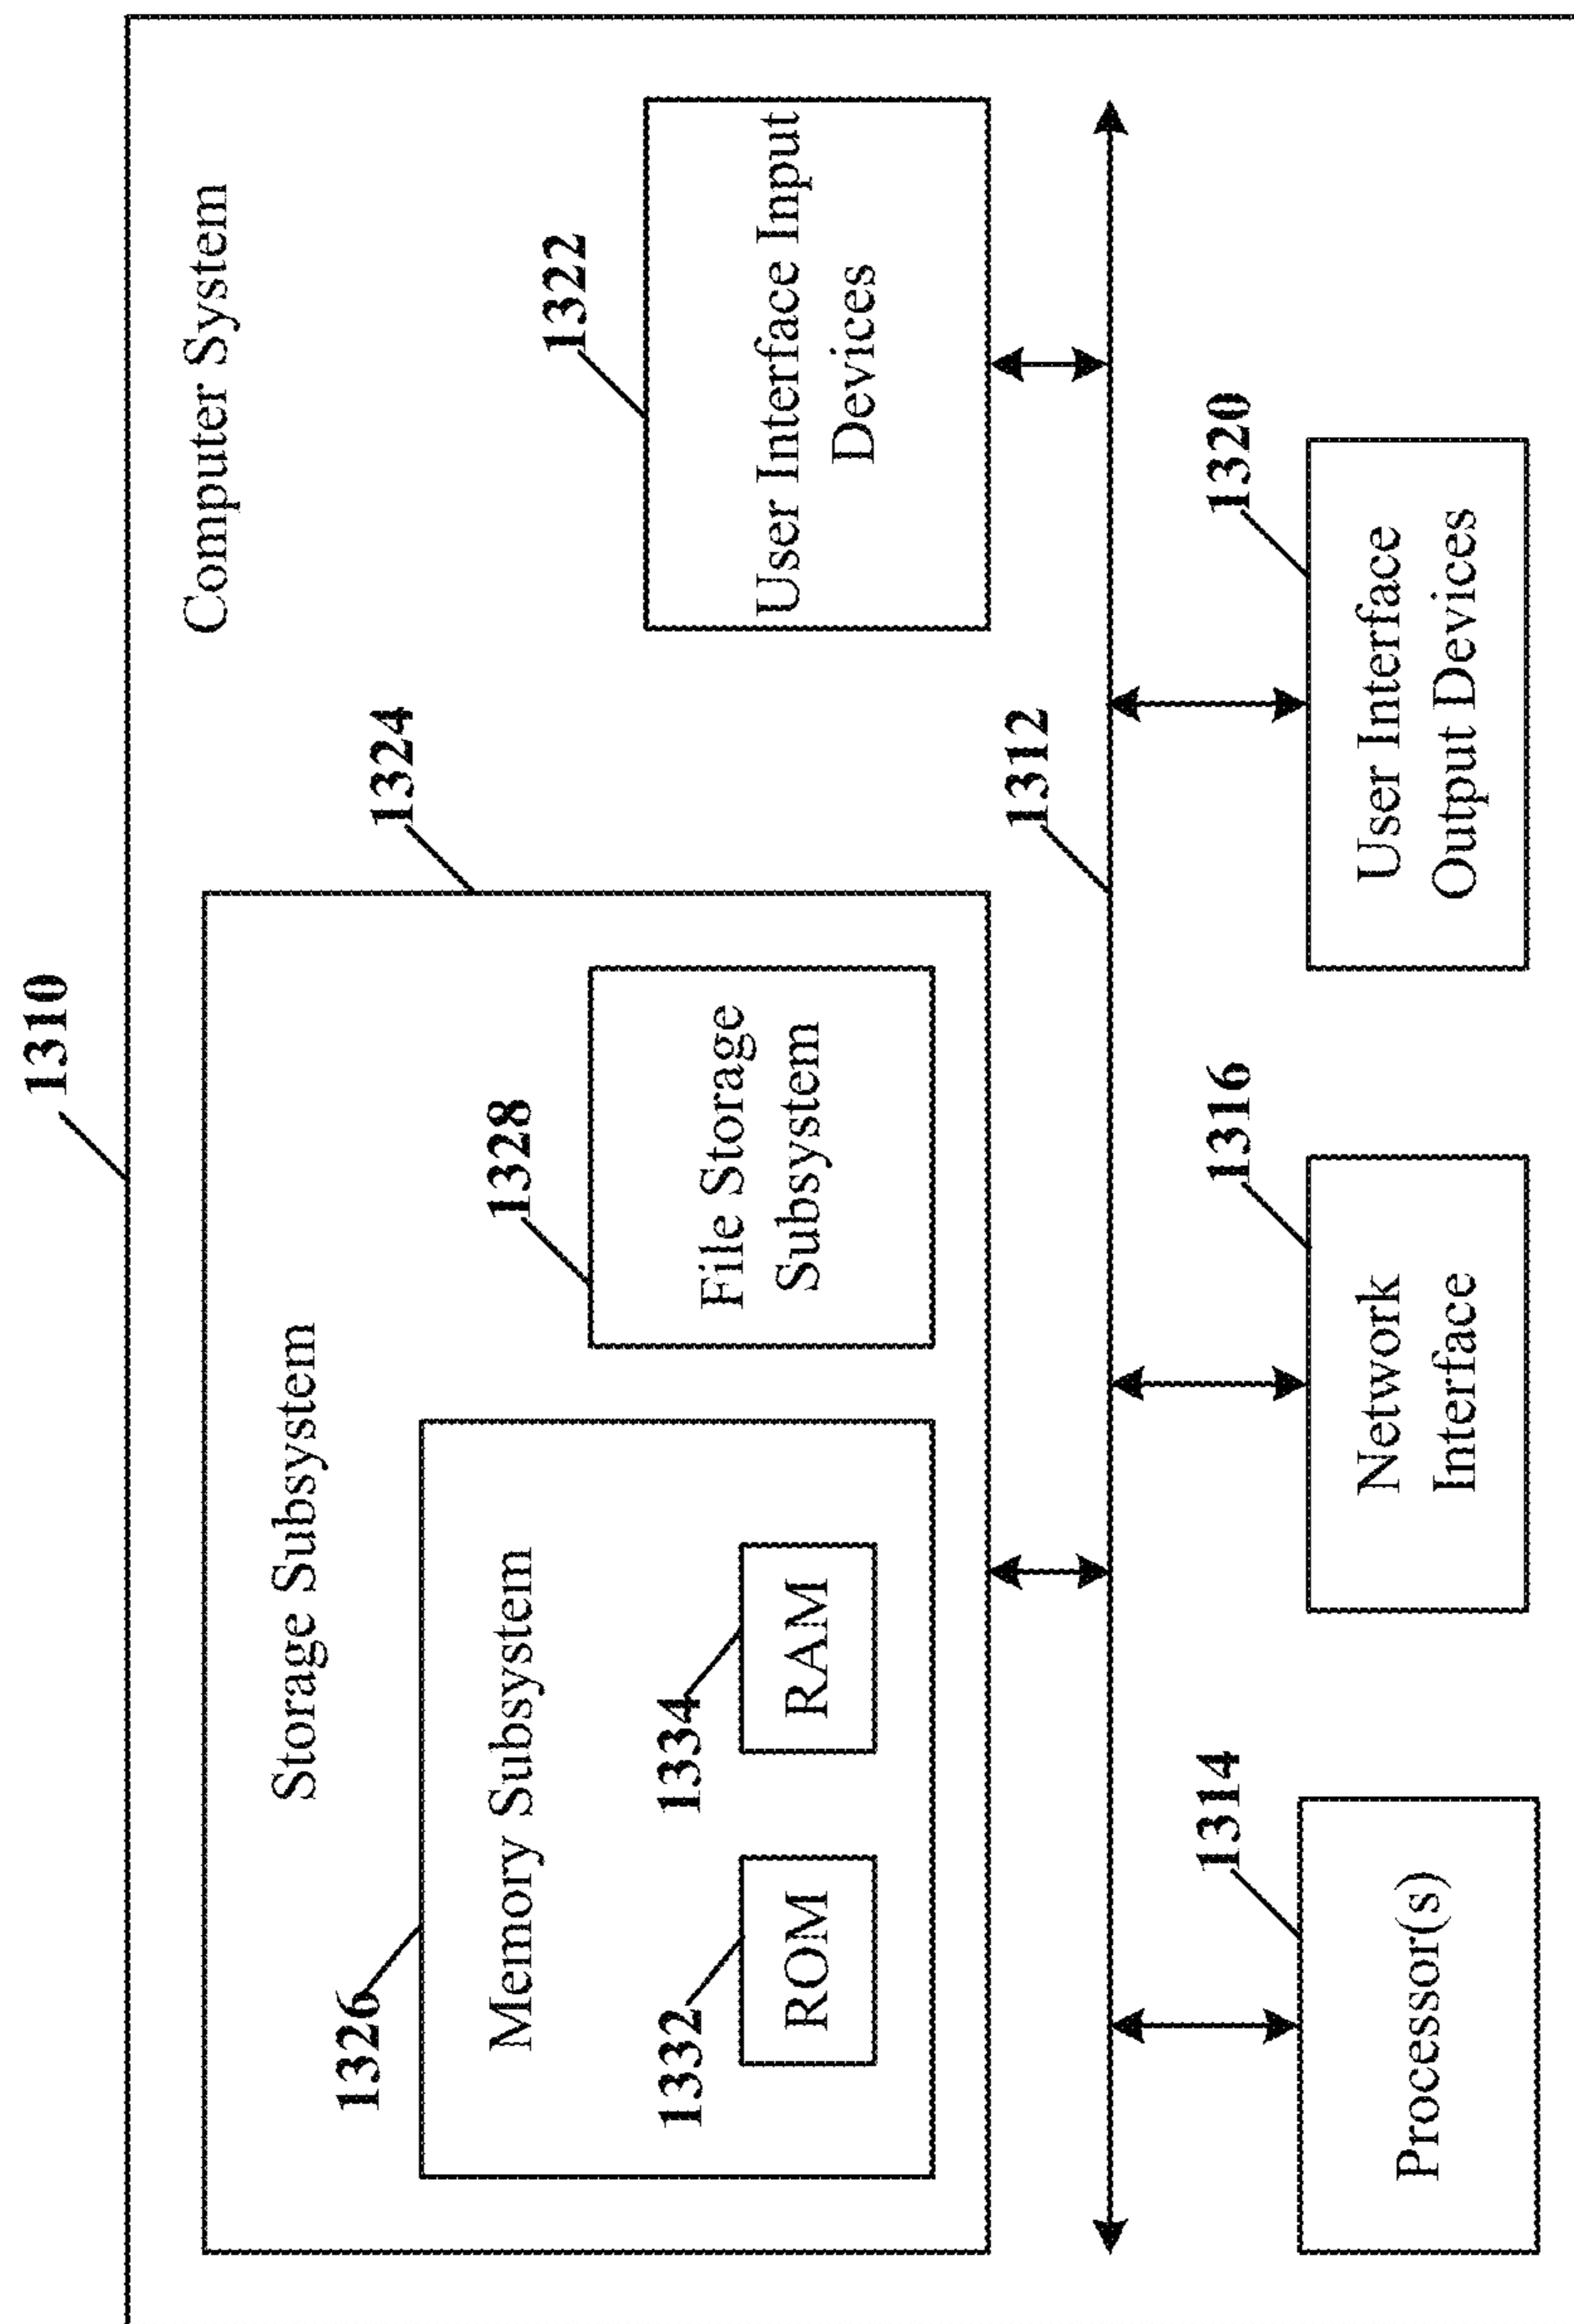 1310
Computer System
1324
Storage Subsystem
1326
Memory Subsystem
1328
1322
File Storage
Subsystem
User Interface Input
Devices
1332
1334
ROM
RAM
1312
1314
1316
1320
Processor(s)
Network
Interface
User Interface
Output Devices